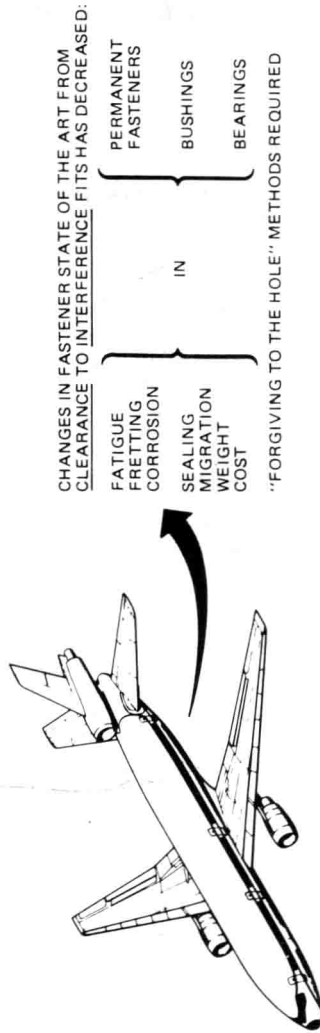 CHANGES IN FASTENER STATE OF THE ART FROM
CLEARANCE TO INTERFERENCE FITS HAS DECREASED:
FATIGUE
FRETTING
CORROSION
SEALING
MIGRATION
WEIGHT
COST
IN
PERMANENT
FASTENERS
BUSHINGS
BEARINGS
"FORGIVING TO THE HOLE" METHODS REQUIRED